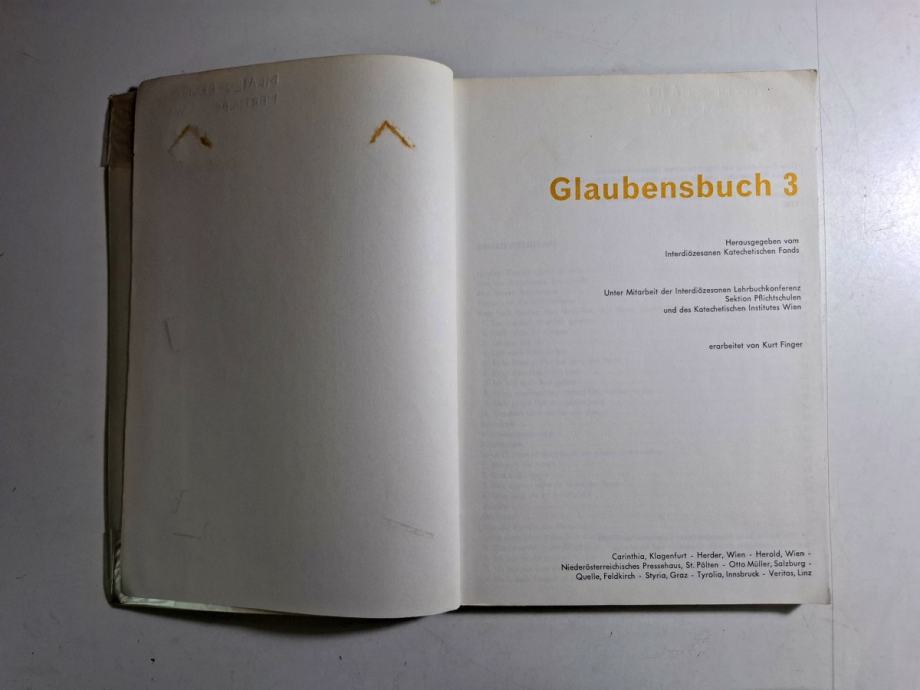 Glaubensbuch 3
Herausgegeben vom
Interdiözesanen Katechetischen Fonds
Unter Mitarbeit der Interdiözesanen Lehrbuchkonferenz
Sektion Pflichtschulen
und des Katechetischen Institutes Wien
erarbeitet von Kurt Finger
Carinthia, Klagenfurt - Herder, Wien - Herold, Wien -
Niederösterreichisches Pressehaus, St. Pölten - Otto Müller, Salzburg -
Quelle, Feldkirch - Styria, Graz - Tyrolia, Innsbruck - Veritas, Linz